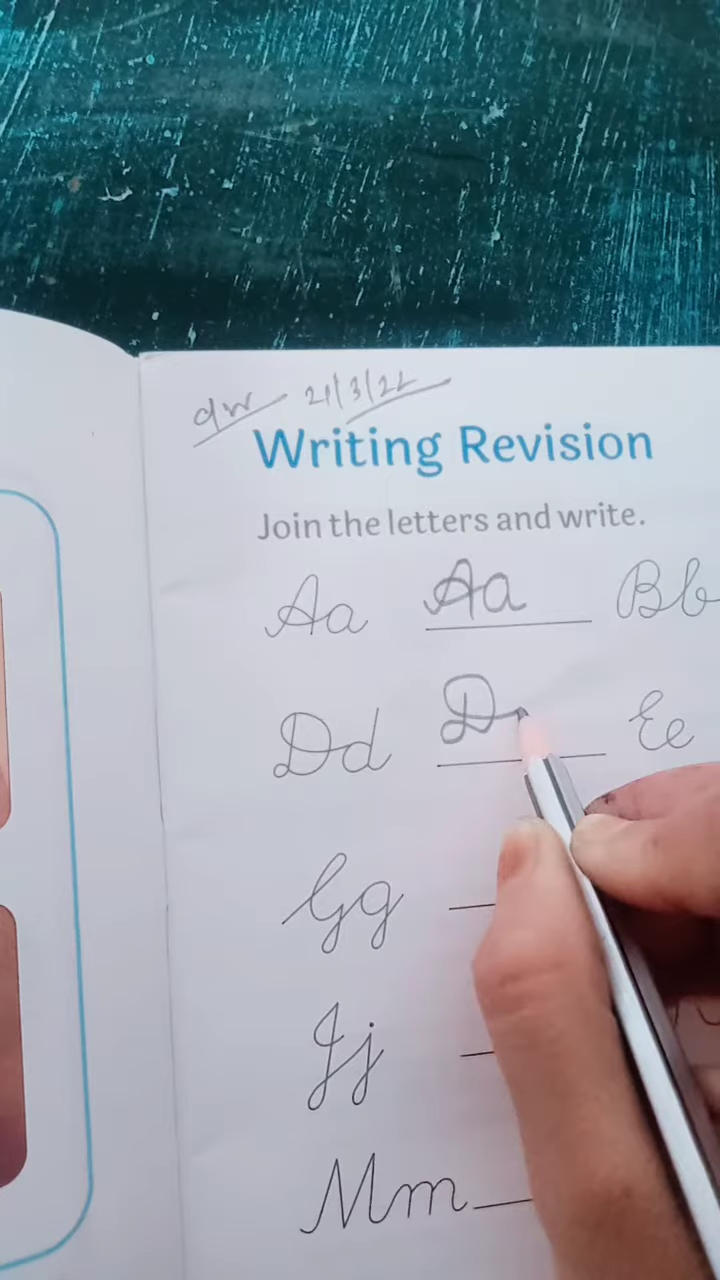 CW 21/3/22
Writing Revision
Join the letters and write.
Aa Aa Bb
Dd D Ee
Gg
Jj
Mm